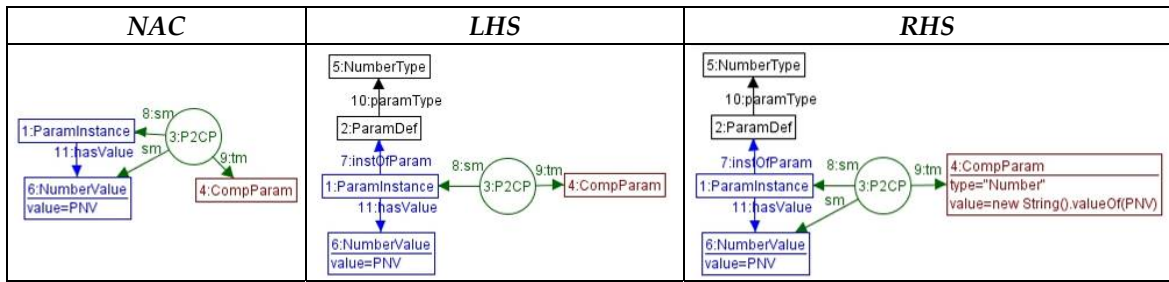 NAC
LHS
RHS
8:sm
1:ParamInstance
3:P2CP
11:hasValue
sm
9:tm
6:NumberValue
value=PNV
4:CompParam
5:NumberType
10:paramType
2:ParamDef
7:instOfParam
8:sm
9:tm
1:ParamInstance
3:P2CP
4:CompParam
11:hasValue
6:NumberValue
value=PNV
5:NumberType
10:paramType
2:ParamDef
7:instOfParam
8:sm
9:tm
4:CompParam
type="Number"
value=new String().valueOf(PNV)
1:ParamInstance
3:P2CP
11:hasValue
sm
6:NumberValue
value=PNV